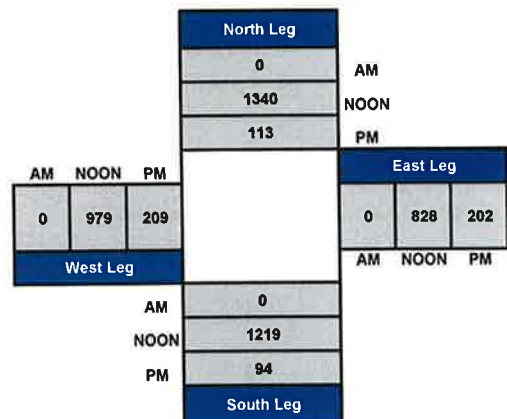 North Leg
0 AM
1340 NOON
113 PM
AM NOON PM
East Leg
0 979 209
0 828 202
West Leg
AM NOON PM
AM 0
NOON 1219
PM 94
South Leg